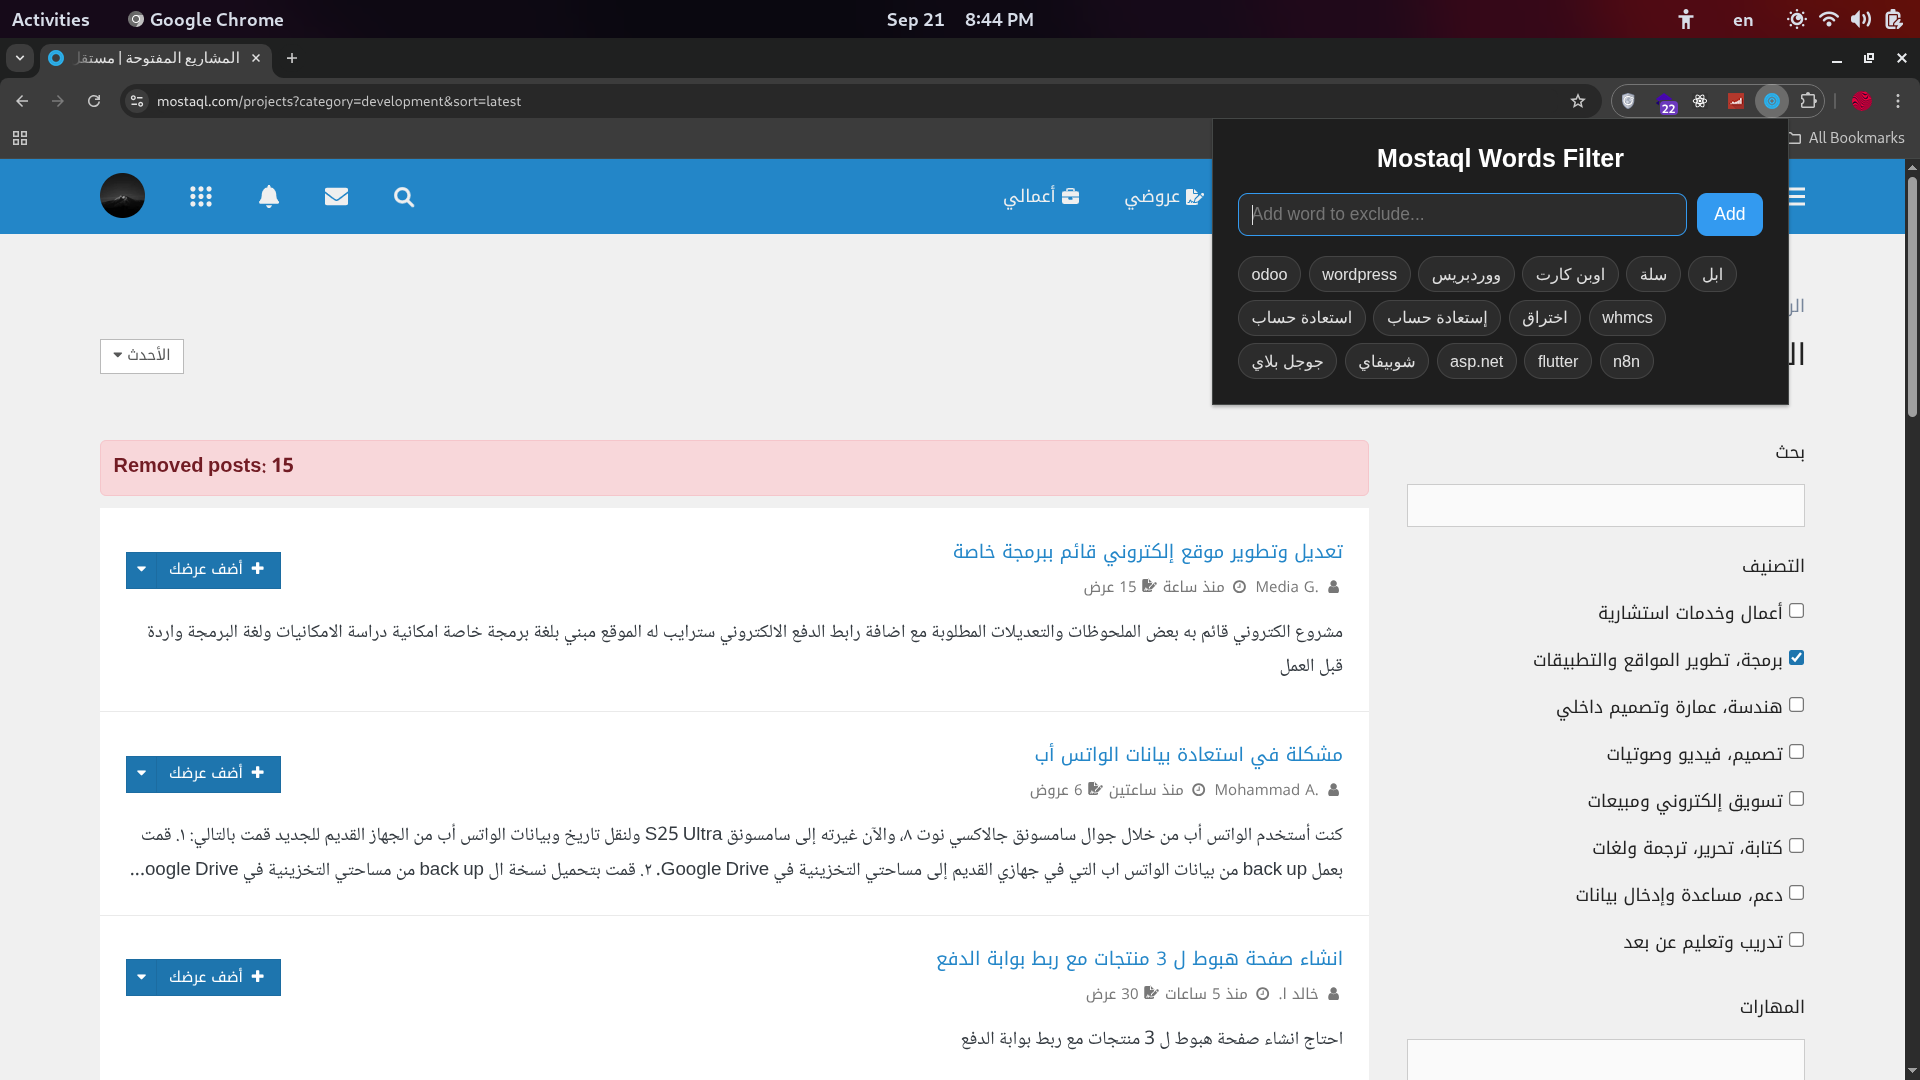 Activities
Google Chrome
Sep 21 8:44 PM
en
المشاريع المفتوحة | مستقل
mostaql.com/projects?category=development&sort=latest
22
All Bookmarks
أعمالي
عروضي
Mostaql Words Filter
Add word to exclude...
Add
odoo
wordpress
ووردبريس
اوبن كارت
سلة
ابل
استعادة حساب
إستعادة حساب
اختراق
whmcs
جوجل بلاي
شوبيفاي
asp.net
flutter
n8n
الأحدث
Removed posts: 15
تعديل وتطوير موقع إلكتروني قائم ببرمجة خاصة
Media G. منذ ساعة 15 عرض
أضف عرضك
مشروع الكتروني قائم به بعض الملحوظات والتعديلات المطلوبة مع اضافة رابط الدفع الالكتروني سترايب له الموقع مبني بلغة برمجة خاصة امكانية دراسة الامكانيات ولغة البرمجة واردة
قبل العمل
مشكلة في استعادة بيانات الواتس أب
Mohammad A. منذ ساعتين 6 عروض
أضف عرضك
كنت أستخدم الواتس أب من خلال جوال سامسونق جالاكسي نوت ٨، والآن غيرته إلى سامسونق S25 Ultra ولنقل تاريخ وبيانات الواتس أب من الجهاز القديم للجديد قمت بالتالي: ١. قمت
بعمل back up من بيانات الواتس اب التي في جهازي القديم إلى مساحتي التخزينية في Google Drive. ٢. قمت بتحميل نسخة ال back up من مساحتي التخزينية في oogle Drive...
انشاء صفحة هبوط ل 3 منتجات مع ربط بوابة الدفع
خالد ا. منذ 5 ساعات 30 عرض
أضف عرضك
احتاج انشاء صفحة هبوط ل 3 منتجات مع ربط بوابة الدفع
بحث
التصنيف
أعمال وخدمات استشارية
برمجة، تطوير المواقع والتطبيقات
هندسة، عمارة وتصميم داخلي
تصميم، فيديو وصوتيات
تسويق إلكتروني ومبيعات
كتابة، تحرير، ترجمة ولغات
دعم، مساعدة وإدخال بيانات
تدريب وتعليم عن بعد
المهارات